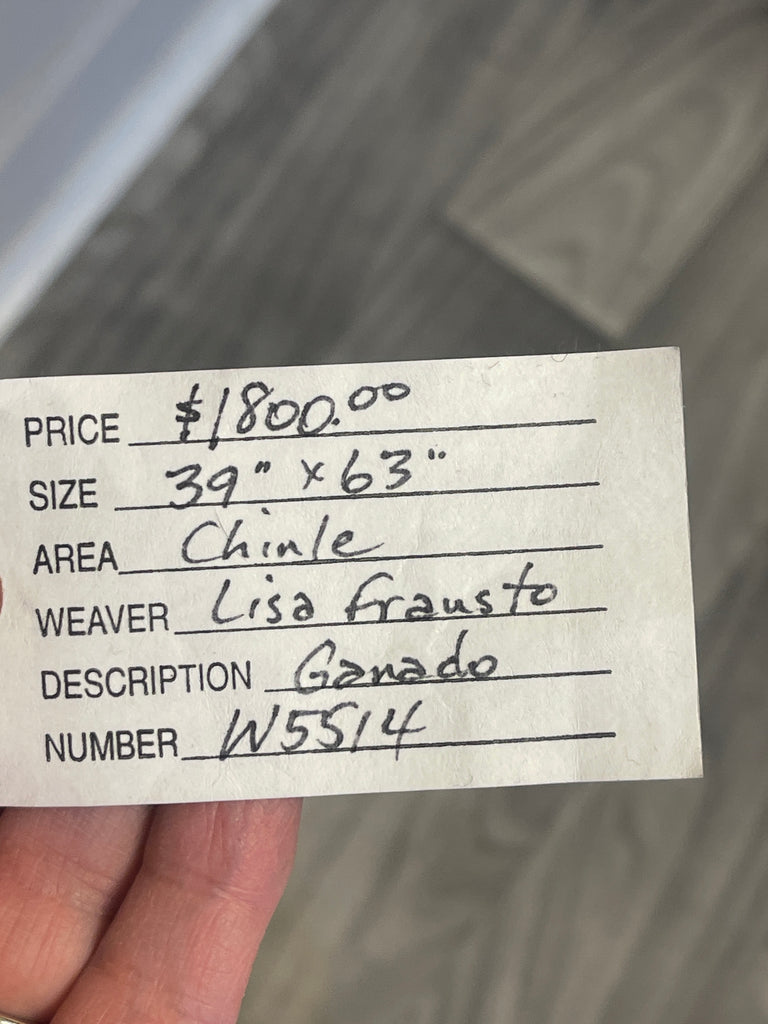 PRICE $1800.00
SIZE 39" x 63"
AREA Chinle
WEAVER Lisa Frausto
DESCRIPTION Ganado
NUMBER W5514